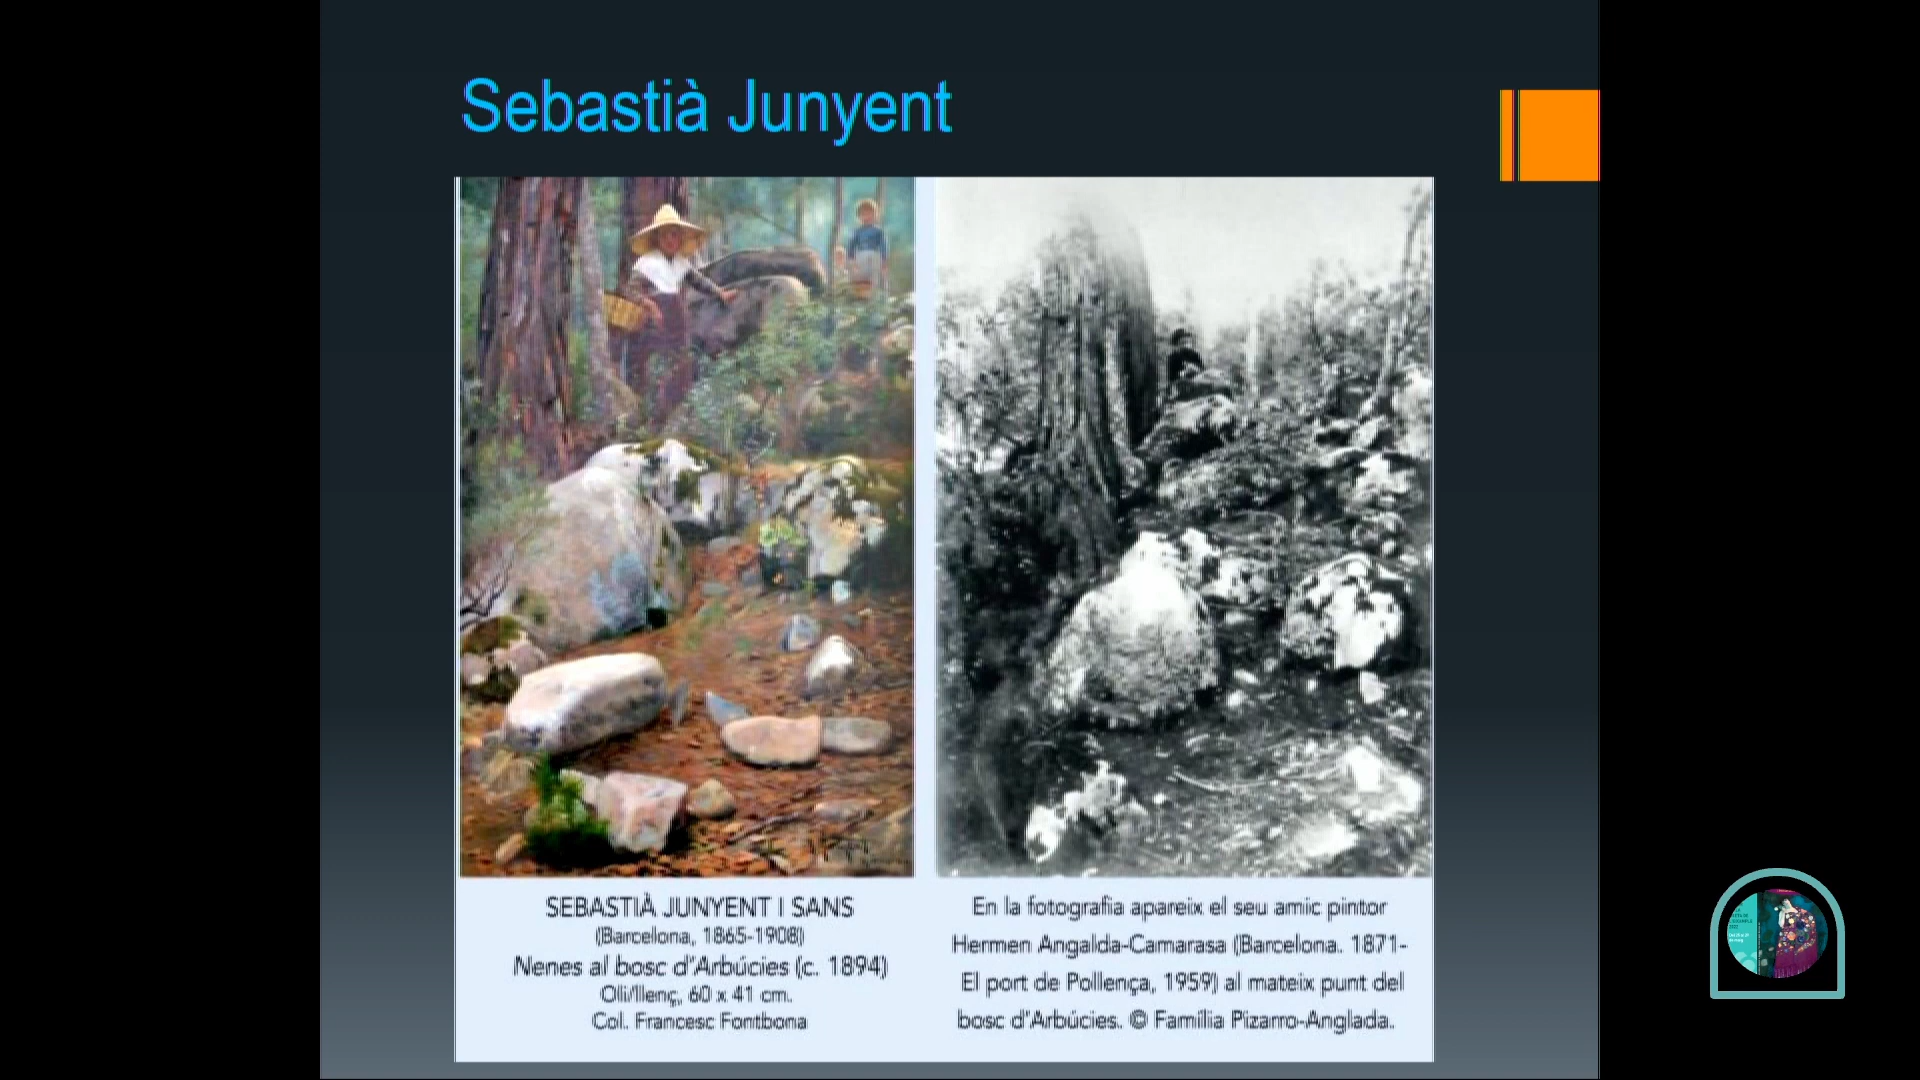 Sebastià Junyent
SEBASTIÀ JUNYENT I SANS
(Barcelona, 1865-1908)
Nenes al bosc d'Arbúcies (c. 1894)
Oli/llenç, 60 x 41 cm.
Col. Francesc Fontbona
En la fotografia apareix el seu amic pintor
Hermen Angalda-Camarasa (Barcelona. 1871-
El port de Pollença, 1959) al mateix punt del
bosc d'Arbúcies. © Família Pizarro-Anglada.